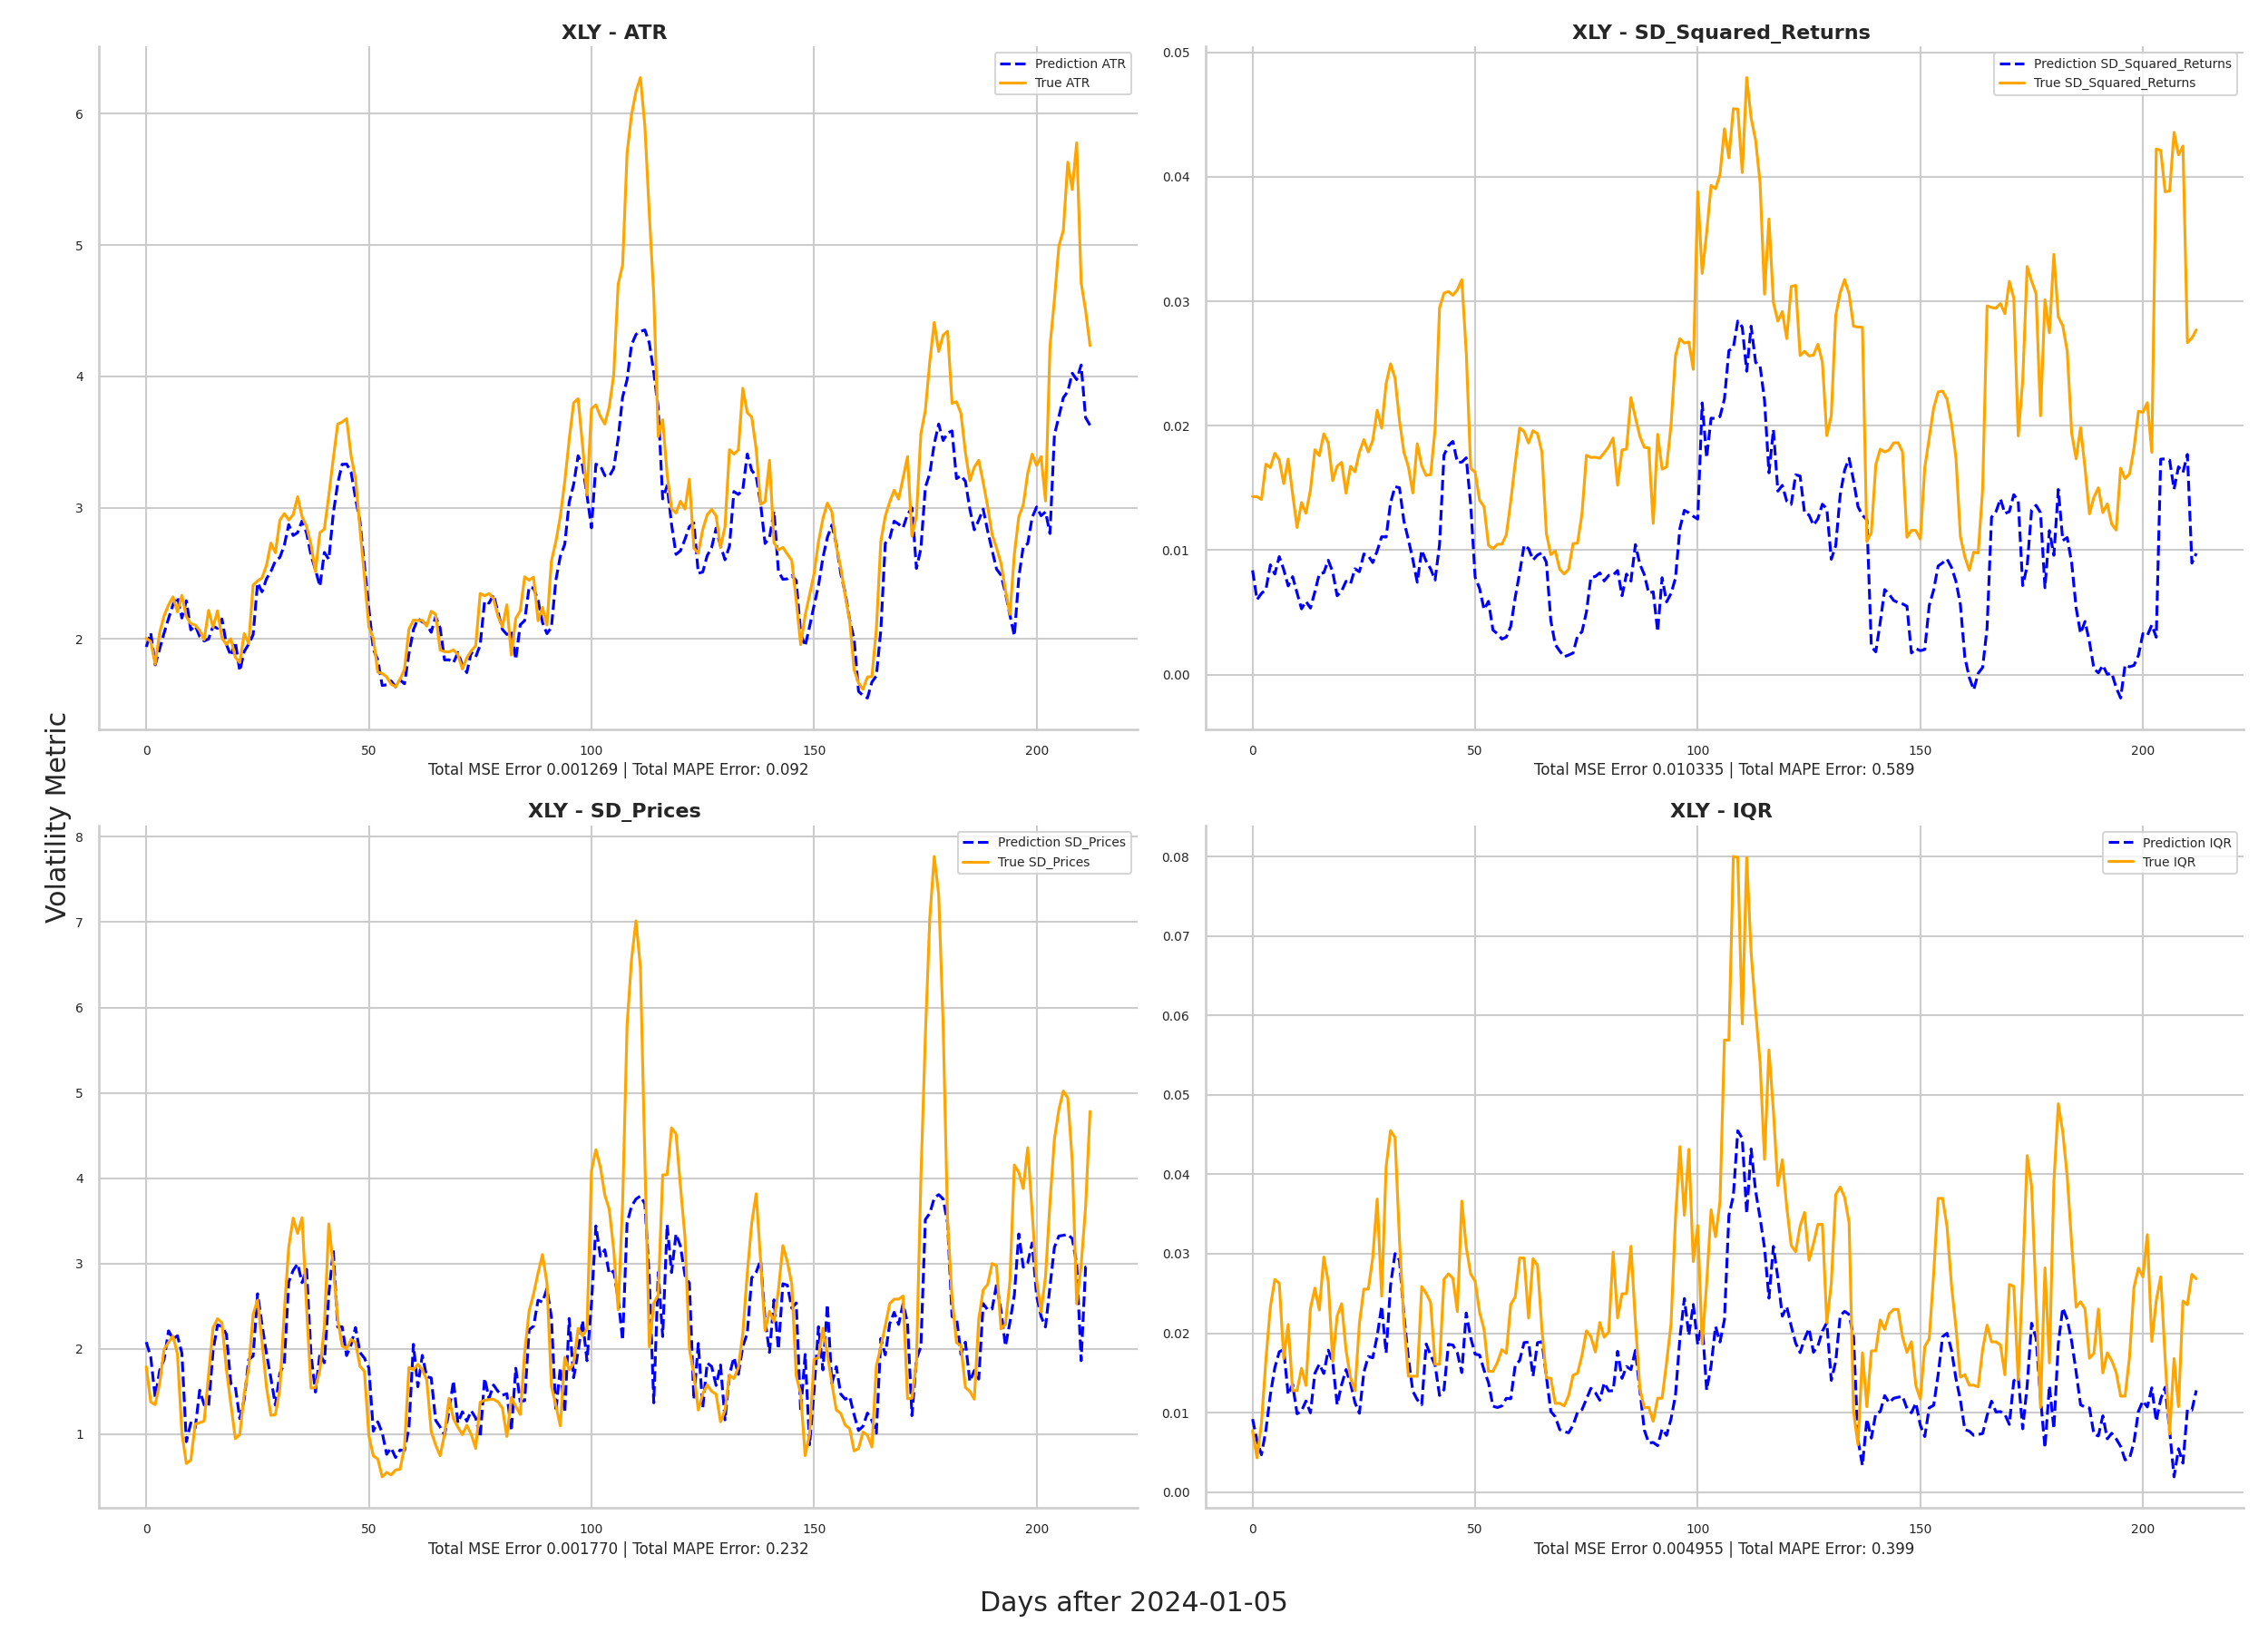 XLY - ATR
Prediction ATR
True ATR
6
5
4
3
2
0
50
100
150
200
Total MSE Error 0.001269 | Total MAPE Error: 0.092
XLY - SD_Squared_Returns
Prediction SD_Squared_Returns
True SD_Squared_Returns
0.05
0.04
0.03
0.02
0.01
0.00
0
50
100
150
200
Total MSE Error 0.010335 | Total MAPE Error: 0.589
Volatility Metric
XLY - SD_Prices
Prediction SD_Prices
True SD_Prices
8
7
6
5
4
3
2
1
0
50
100
150
200
Total MSE Error 0.001770 | Total MAPE Error: 0.232
XLY - IQR
Prediction IQR
True IQR
0.08
0.07
0.06
0.05
0.04
0.03
0.02
0.01
0.00
0
50
100
150
200
Total MSE Error 0.004955 | Total MAPE Error: 0.399
Days after 2024-01-05